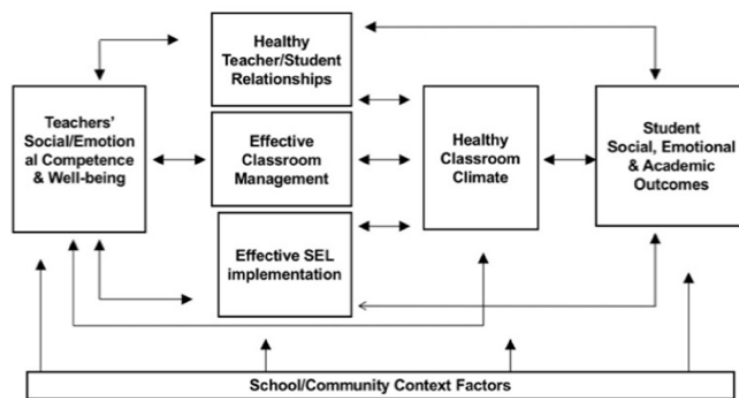 Healthy
Teacher/Student
Relationships
Teachers'
Social/Emotion
al Competence
& Well-being
Effective
Classroom
Management
Healthy
Classroom
Climate
Student
Social, Emotional
& Academic
Outcomes
Effective SEL
implementation
School/Community Context Factors